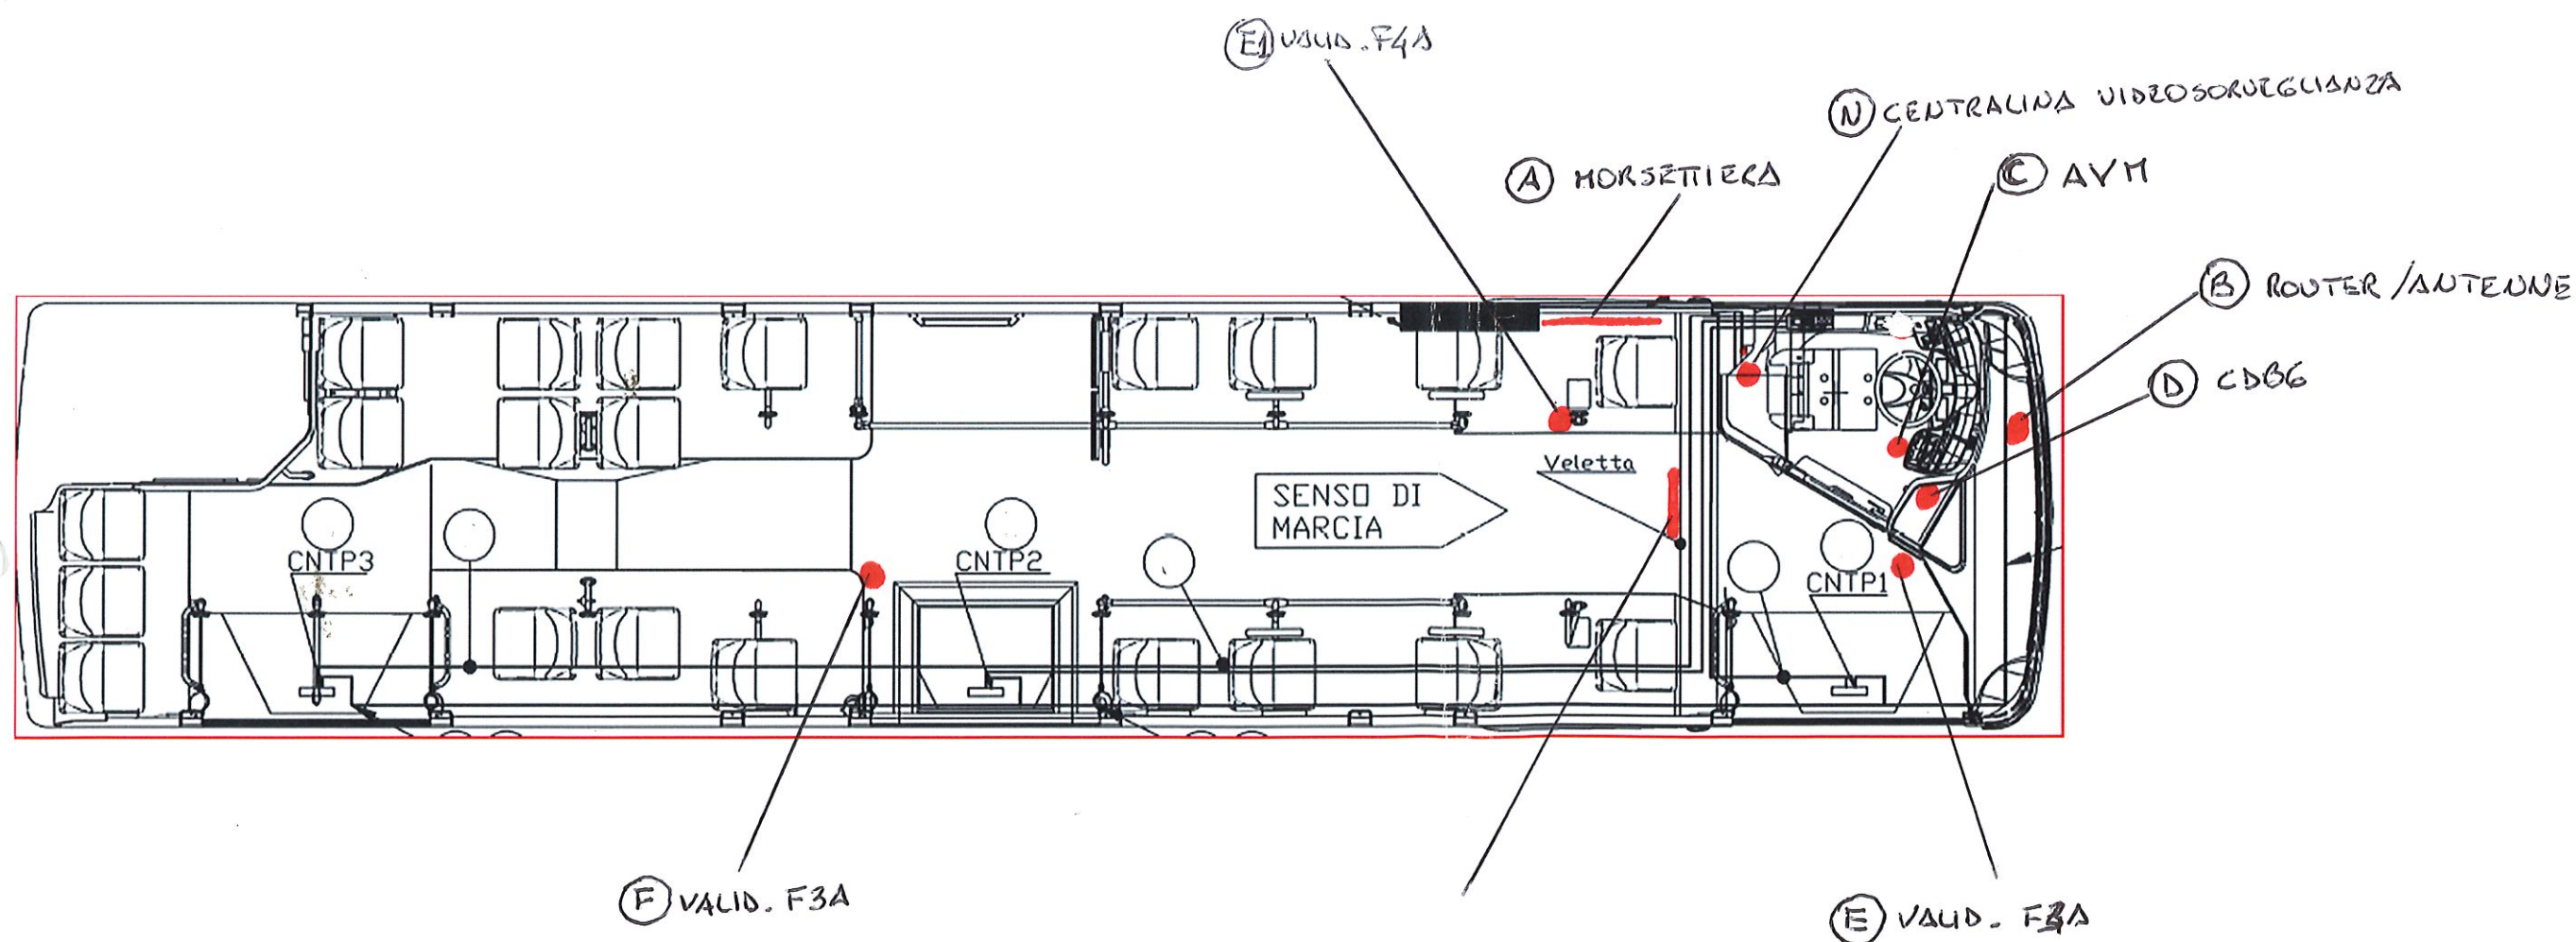 E1 VALID. F4A
N CENTRALINA VIDEOSORVEGLIANZA
A MORSETTIERA
C AVM
B ROUTER/ANTENNE
D CDB6
Veletta
SENSO DI
MARCIA
CNTP3
CNTP2
CNTP1
F VALID. F3A
E VALID.